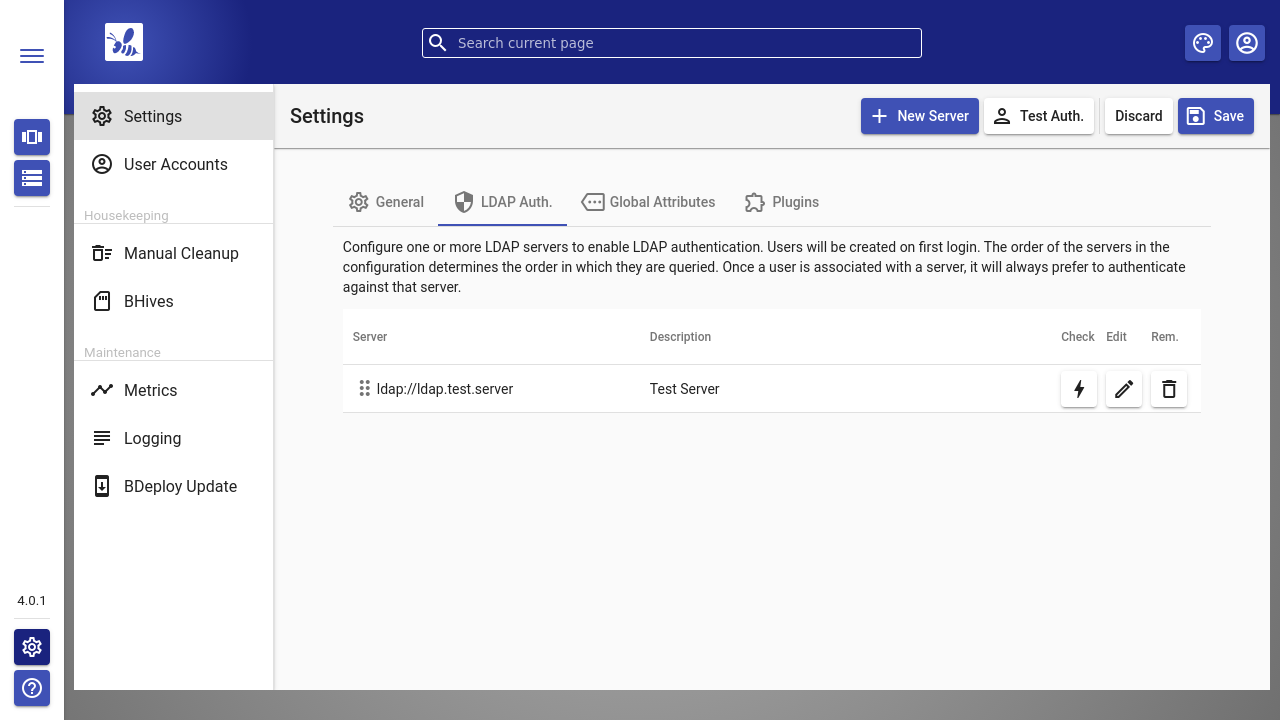 Search current page
Settings
User Accounts
Housekeeping
Manual Cleanup
BHives
Maintenance
Metrics
Logging
BDeploy Update
4.0.1
Settings
New Server
Test Auth.
Discard
Save
General
LDAP Auth.
Global Attributes
Plugins
Configure one or more LDAP servers to enable LDAP authentication. Users will be created on first login. The order of the servers in the
configuration determines the order in which they are queried. Once a user is associated with a server, it will always prefer to authenticate
against that server.
Server Description Check Edit Rem.
ldap://ldap.test.server Test Server